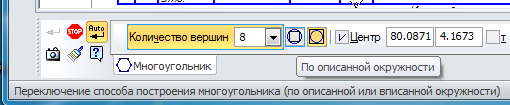 STOP Auto Количество вершин 8 Центр 80.0871 4.1673 т
Многоугольник
По описанной окружности
Переключение способа построения многоугольника (по описанной или вписанной окружности)